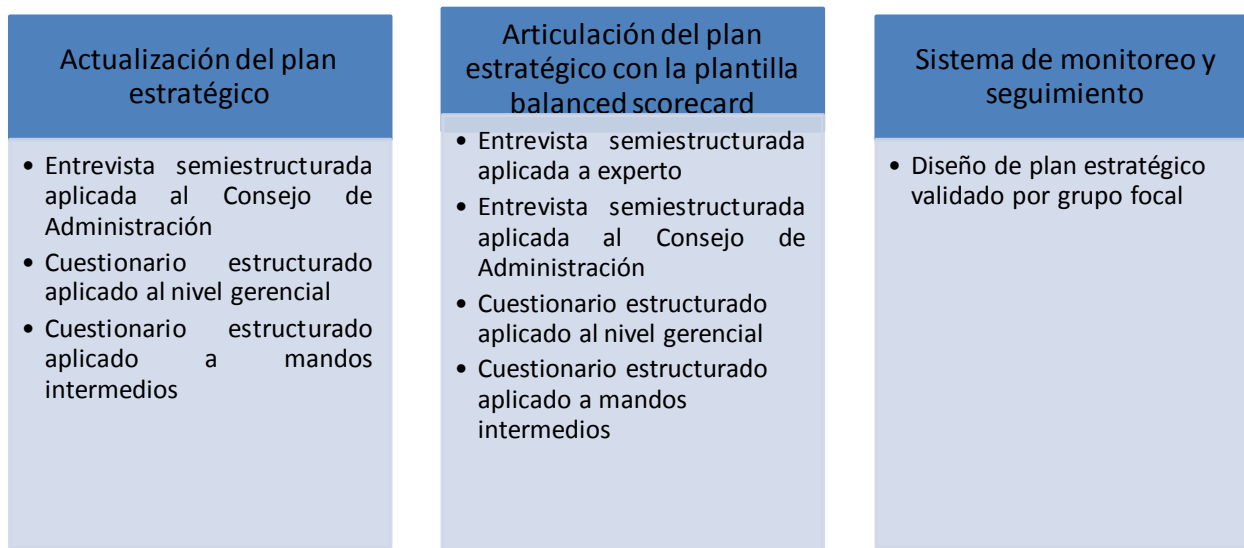 Actualización del plan
estratégico
• Entrevista semiestructurada
aplicada al Consejo de
Administración
• Cuestionario estructurado
aplicado al nivel gerencial
• Cuestionario estructurado
aplicado a mandos
intermedios
Articulación del plan
estratégico con la plantilla
balanced scorecard
• Entrevista semiestructurada
aplicada a experto
• Entrevista semiestructurada
aplicada al Consejo de
Administración
• Cuestionario estructurado
aplicado al nivel gerencial
• Cuestionario estructurado
aplicado a mandos
intermedios
Sistema de monitoreo y
seguimiento
• Diseño de plan estratégico
validado por grupo focal